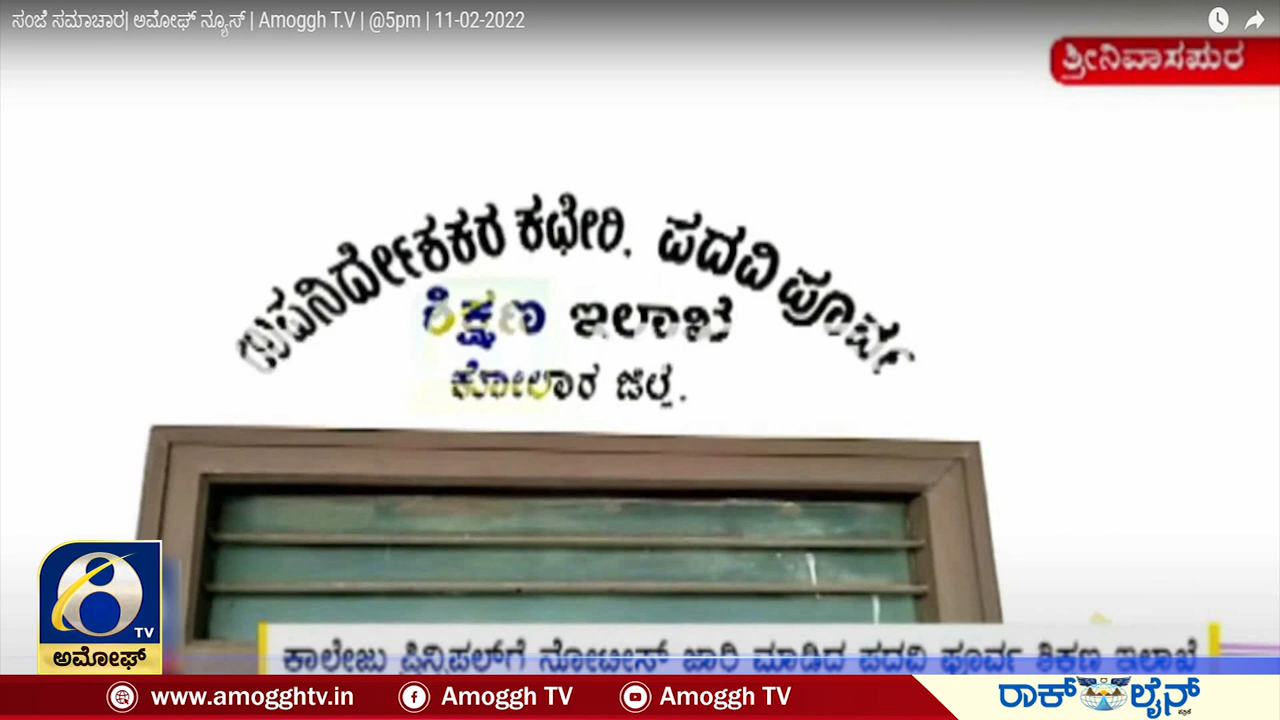 ಸಂಜೆ ಸಮಾಚಾರ| ಅಮೋಘ್ ನ್ಯೂಸ್ | Amoggh T.V | @5pm | 11-02-2022
ಶ್ರೀನಿವಾಸಪುರ
ಉಪನಿರ್ದೇಶಕರ ಕಛೇರಿ. ಪದವಿ ಪೂರ್ವ
ಶಿಕ್ಷಣ ಇಲಾಖೆ
ಕೋಲಾರ ಜಿಲ್ಲೆ.
TV
ಅಮೋಘ್
ಕಾಲೇಜು ಪ್ರಿನ್ಸಿಪಲ್‌ಗೆ ನೋಟೀಸ್ ಜಾರಿ ಮಾಡಿದ ಪದವಿ ಪೂರ್ವ ಶಿಕ್ಷಣ ಇಲಾಖೆ
www.amogghtv.in Amoggh TV Amoggh TV
ರಾಕ್ ಲೈನ್